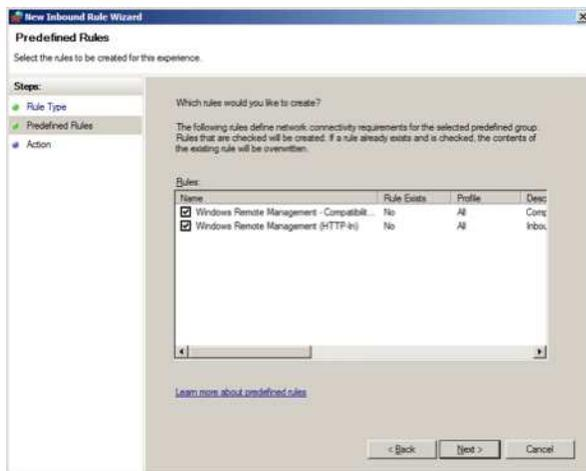 New Inbound Rule Wizard
Predefined Rules
Select the rules to be created for this experience.
Steps:
Rule Type
Predefined Rules
Action
Which rules would you like to create?
The following rules define network connectivity requirements for the selected predefined group.
Rules that are checked will be created. If a rule already exists and is checked, the contents of
the existing rule will be overwritten.
Rules:
Name Rule Exists Profile Desc
Windows Remote Management - Compatibilit... No All Comp
Windows Remote Management (HTTP-In) No All Inbou
Learn more about predefined rules
< Back Next > Cancel